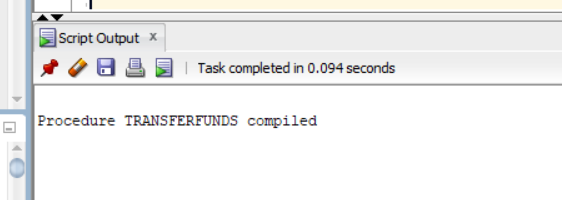 Script Output x
Task completed in 0.094 seconds
Procedure TRANSFERFUNDS compiled